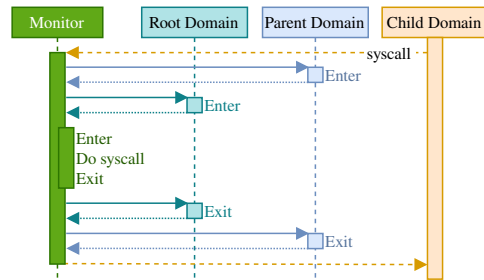 Monitor Root Domain Parent Domain Child Domain
syscall
Enter
Enter
Enter
Do syscall
Exit
Exit
Exit